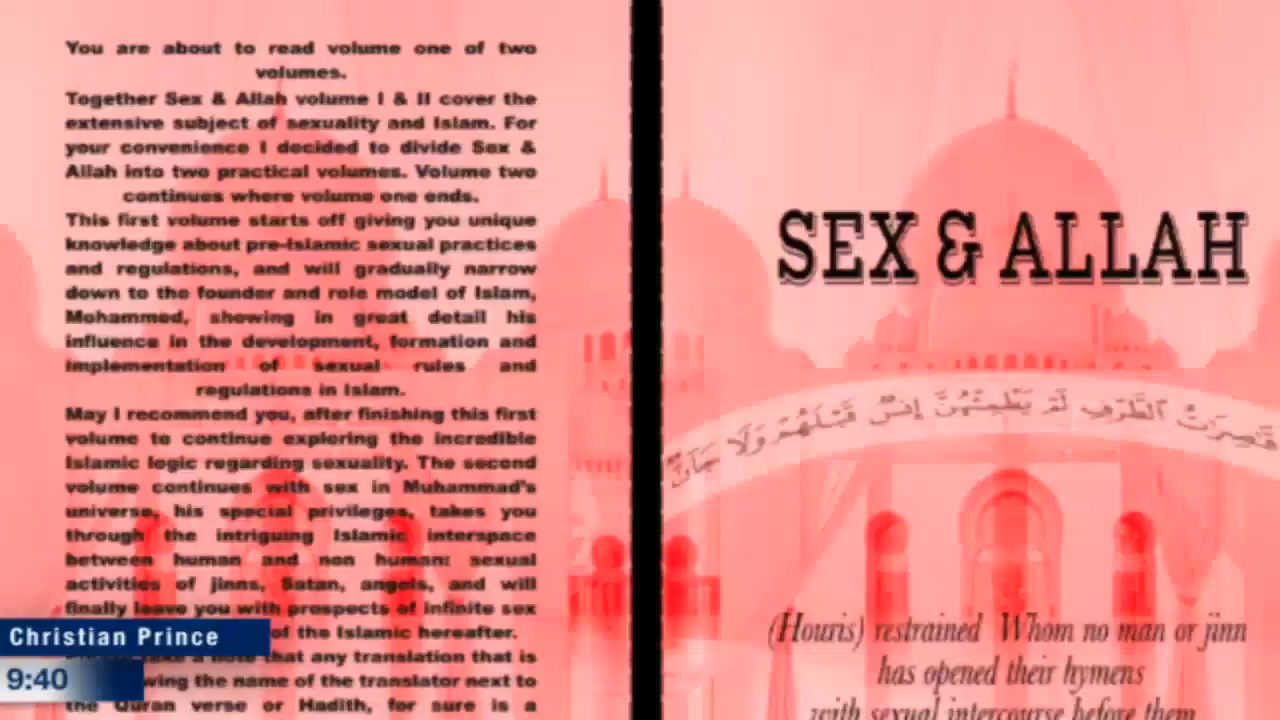 You are about to read volume one of two
volumes.
Together Sex & Allah volume I & II cover the
extensive subject of sexuality and Islam. For
your convenience I decided to divide Sex &
Allah into two practical volumes. Volume two
continues where volume one ends.
This first volume starts off giving you unique
knowledge about pre-Islamic sexual practices
and regulations, and will gradually narrow
down to the founder and role model of Islam,
Mohammed, showing in great detail his
influence in the development, formation and
implementation of sexual rules and
regulations in Islam.
May I recommend you, after finishing this first
volume to continue exploring the incredible
Islamic logic regarding sexuality. The second
volume continues with sex in Muhammad's
universe, his special privileges, takes you
through the intriguing Islamic interspace
between human and non human: sexual
activities of jinns, Satan, angels, and will
finally leave you with prospects of infinite sex
of the Islamic hereafter.
take a note that any translation that is
wing the name of the translator next to
the Quran verse or Hadith, for sure is a
Christian Prince
9:40
SEX & ALLAH
قَصِرَتُ الطَّرْفِ لَمْ يَطْمِثْهُنَّ إِنسٌ قَبْلَهُمْ وَلَا جَانٌّ
(Houris) restrained Whom no man or jinn
has opened their hymens
with sexual intercourse before them